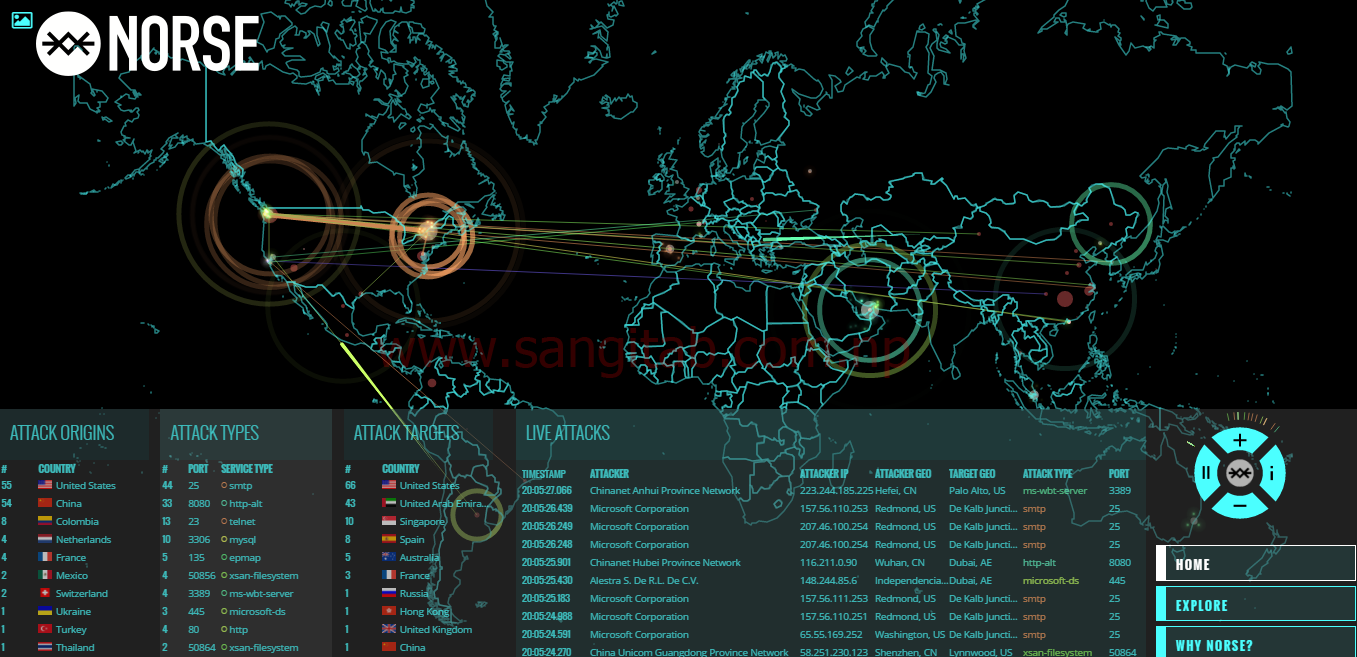 NORSE
www.sangitab.com.np
ATTACK ORIGINS
# COUNTRY
55 United States
54 China
8 Colombia
4 Netherlands
4 France
2 Mexico
2 Switzerland
1 Ukraine
1 Turkey
1 Thailand
ATTACK TYPES
# PORT SERVICE TYPE
44 25 smtp
33 8080 http-alt
13 23 telnet
10 3306 mysql
5 135 epmap
4 50856 xsan-filesystem
4 3389 ms-wbt-server
3 445 microsoft-ds
4 80 http
2 50864 xsan-filesystem
ATTACK TARGETS
# COUNTRY
66 United States
43 United Arab Emira...
10 Singapore
8 Spain
5 Australia
3 France
1 Russia
1 Hong Kong
1 United Kingdom
1 China
LIVE ATTACKS
TIMESTAMP ATTACKER ATTACKER IP ATTACKER GEO TARGET GEO ATTACK TYPE PORT
20:05:27.066 Chinanet Anhui Province Network 223.244.185.225 Hefei, CN Palo Alto, US ms-wbt-server 3389
20:05:26.439 Microsoft Corporation 157.56.110.253 Redmond, US De Kalb Juncti... smtp 25
20:05:26.249 Microsoft Corporation 207.46.100.254 Redmond, US De Kalb Juncti... smtp 25
20:05:26.248 Microsoft Corporation 207.46.100.254 Redmond, US De Kalb Juncti... smtp 25
20:05:25.901 Chinanet Hubei Province Network 116.211.0.90 Wuhan, CN Dubai, AE http-alt 8080
20:05:25.430 Alestra S. De R.L. De C.V. 148.244.85.6 Independencia... Dubai, AE microsoft-ds 445
20:05:25.183 Microsoft Corporation 157.56.111.253 Redmond, US De Kalb Juncti... smtp 25
20:05:24.988 Microsoft Corporation 157.56.110.251 Redmond, US De Kalb Juncti... smtp 25
20:05:24.591 Microsoft Corporation 65.55.169.252 Washington, US De Kalb Juncti... smtp 25
20:05:24.270 China Unicom Guangdong Province Network 58.251.230.123 Shenzhen, CN Lynnwood, US xsan-filesystem 50864
HOME
EXPLORE
WHY NORSE?